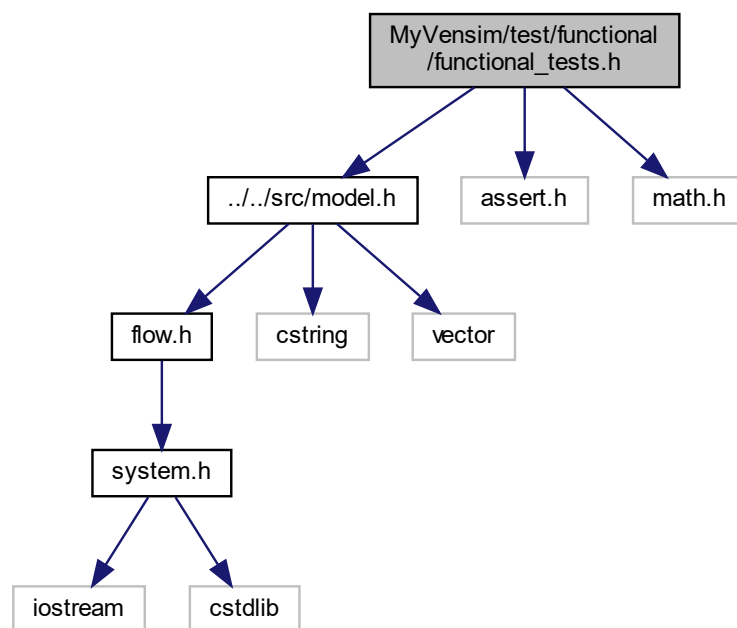 MyVensim/test/functional
/functional_tests.h
../../src/model.h
assert.h
math.h
flow.h
cstring
vector
system.h
iostream
cstdlib